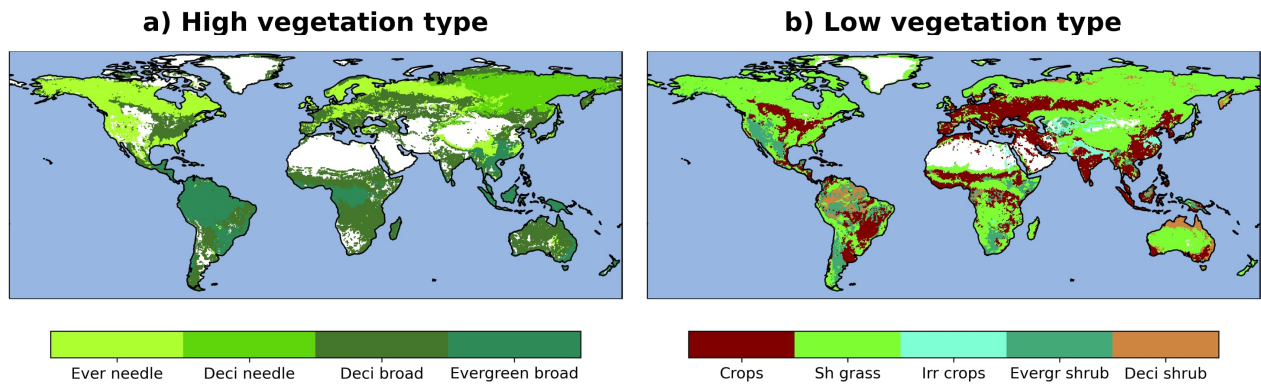 a) High vegetation type
b) Low vegetation type
Ever needle Deci needle Deci broad Evergreen broad
Crops Sh grass Irr crops Evergr shrub Deci shrub